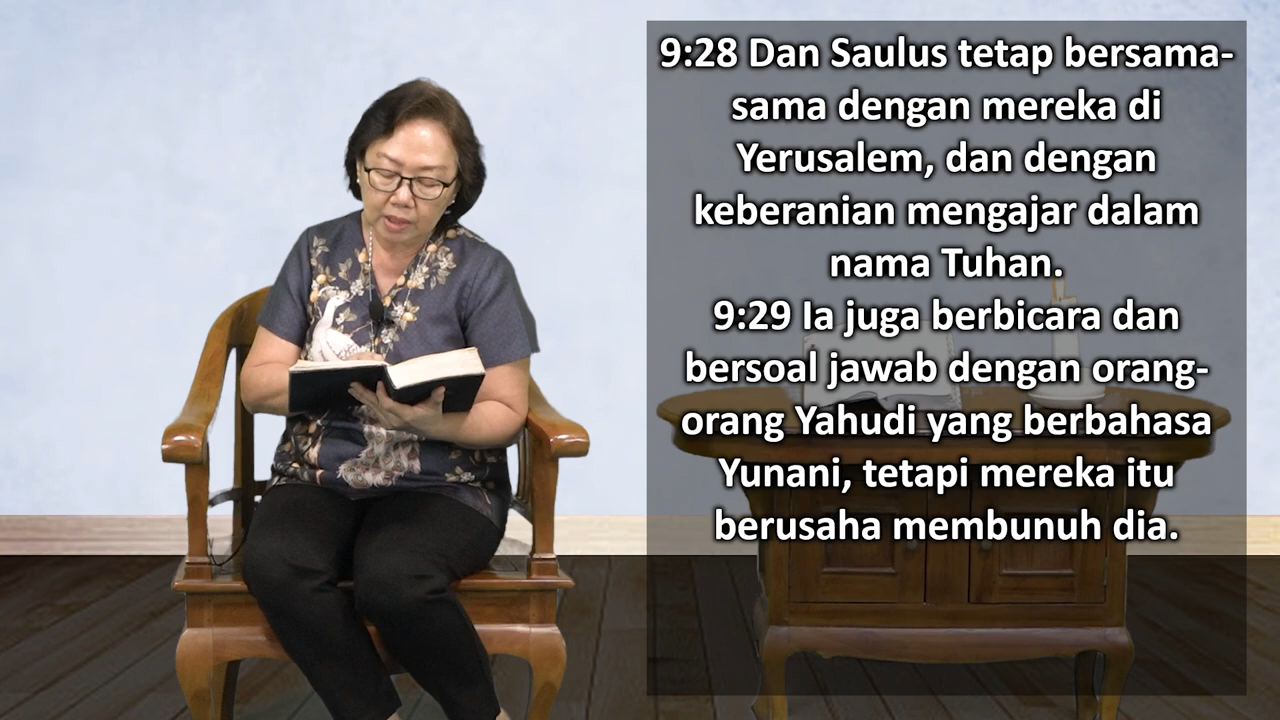 9:28 Dan Saulus tetap bersama-
sama dengan mereka di
Yerusalem, dan dengan
keberanian mengajar dalam
nama Tuhan.
9:29 Ia juga berbicara dan
bersoal jawab dengan orang-
orang Yahudi yang berbahasa
Yunani, tetapi mereka itu
berusaha membunuh dia.